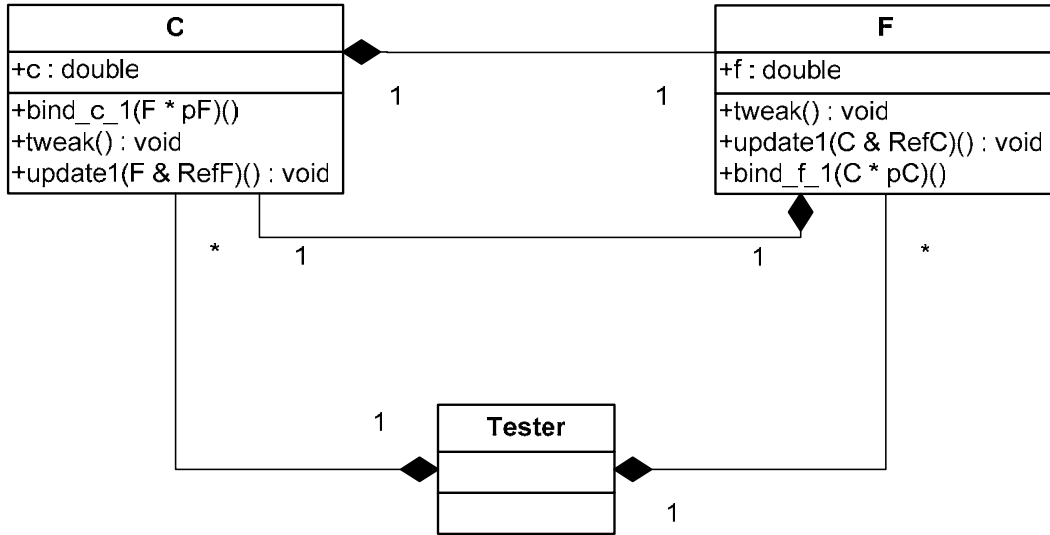 C
+c : double
+bind_c_1(F * pF)()
+tweak() : void
+update1(F & RefF)() : void
F
+f : double
+tweak() : void
+update1(C & RefC)() : void
+bind_f_1(C * pC)()
1
1
*
1
1
*
1
Tester
1